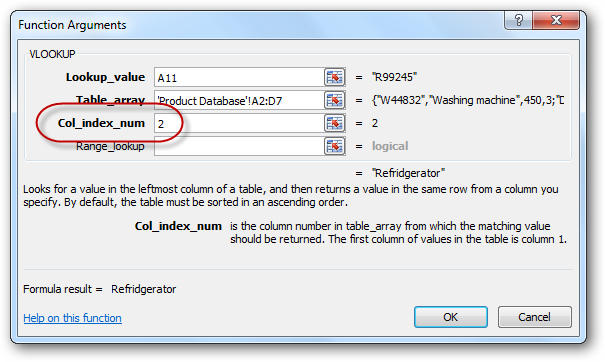 Function Arguments
?
VLOOKUP
Lookup_value A11 = "R99245"
Table_array 'Product Database'!A2:D7 = {"W44832","Washing machine",450,3;"D
Col_index_num 2 = 2
Range_lookup = logical
= "Refridgerator"
Looks for a value in the leftmost column of a table, and then returns a value in the same row from a column you
specify. By default, the table must be sorted in an ascending order.
Col_index_num is the column number in table_array from which the matching value
should be returned. The first column of values in the table is column 1.
Formula result = Refridgerator
Help on this function
OK Cancel